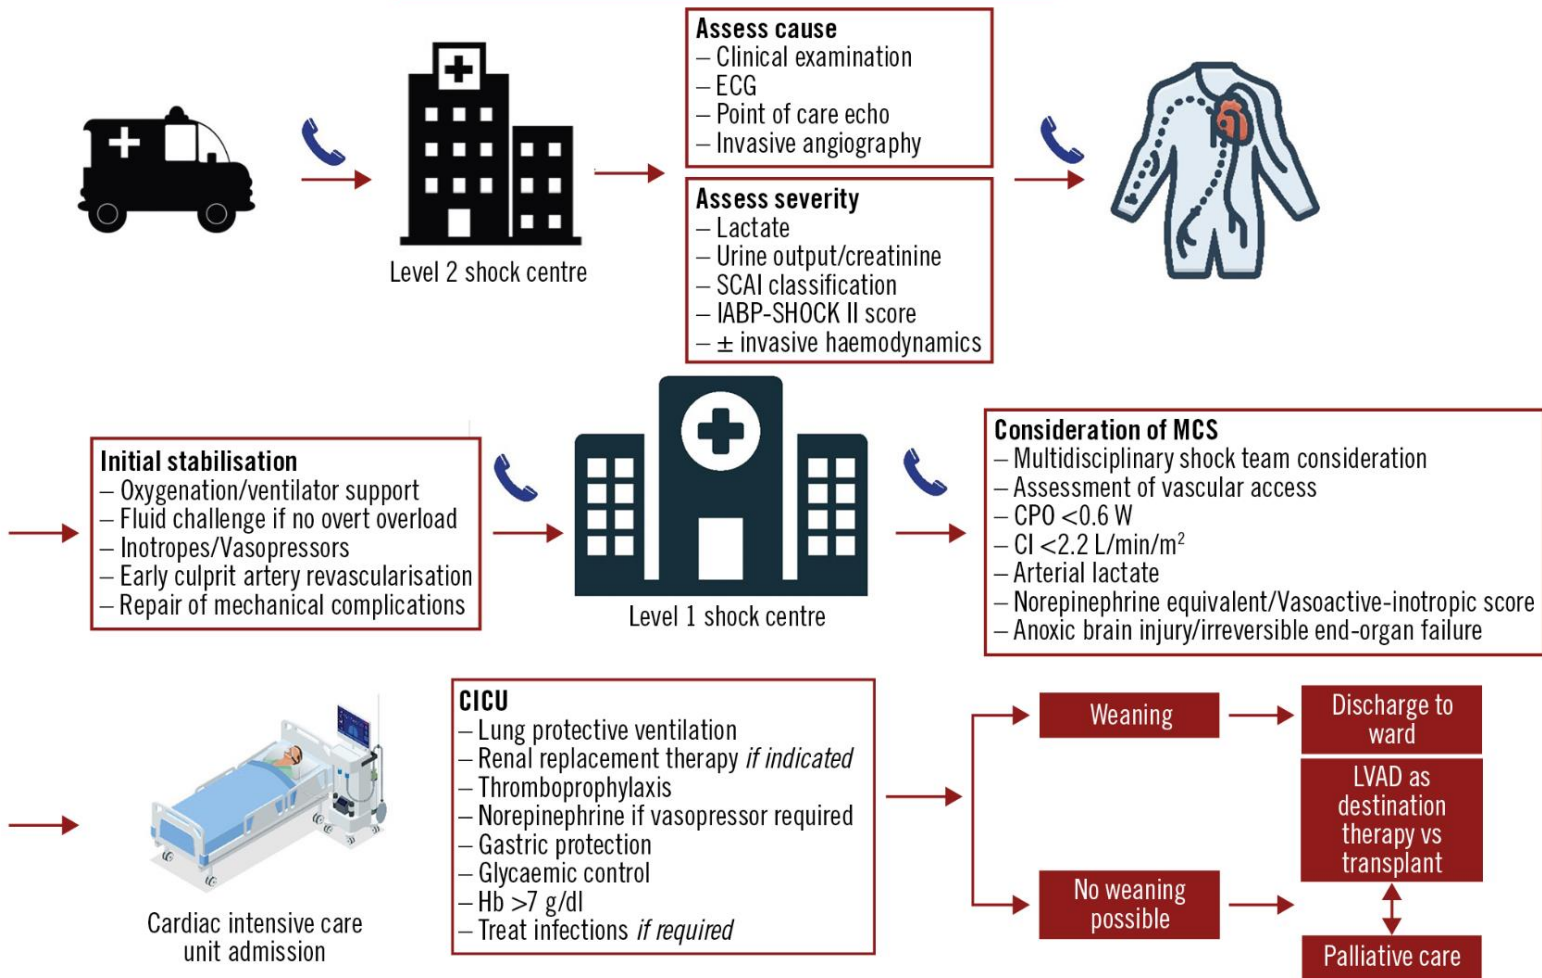 Assess cause
– Clinical examination
– ECG
– Point of care echo
– Invasive angiography
Level 2 shock centre
Assess severity
– Lactate
– Urine output/creatinine
– SCAI classification
– IABP-SHOCK II score
– ± invasive haemodynamics
Initial stabilisation
– Oxygenation/ventilator support
– Fluid challenge if no overt overload
– Inotropes/Vasopressors
– Early culprit artery revascularisation
– Repair of mechanical complications
Level 1 shock centre
Consideration of MCS
– Multidisciplinary shock team consideration
– Assessment of vascular access
– CPO <0.6 W
– CI <2.2 L/min/m²
– Arterial lactate
– Norepinephrine equivalent/Vasoactive-inotropic score
– Anoxic brain injury/irreversible end-organ failure
Cardiac intensive care
unit admission
CICU
– Lung protective ventilation
– Renal replacement therapy if indicated
– Thromboprophylaxis
– Norepinephrine if vasopressor required
– Gastric protection
– Glycaemic control
– Hb >7 g/dl
– Treat infections if required
Weaning
Discharge to
ward
No weaning
possible
LVAD as
destination
therapy vs
transplant
Palliative care